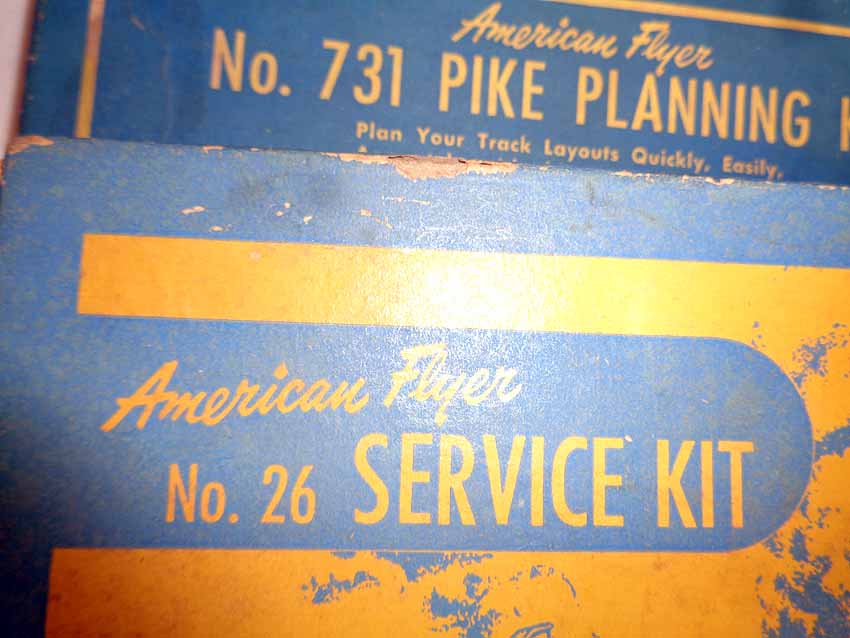 American Flyer
No. 731 PIKE PLANNING
Plan Your Track Layouts Quickly, Easily,
American Flyer
No. 26 SERVICE KIT